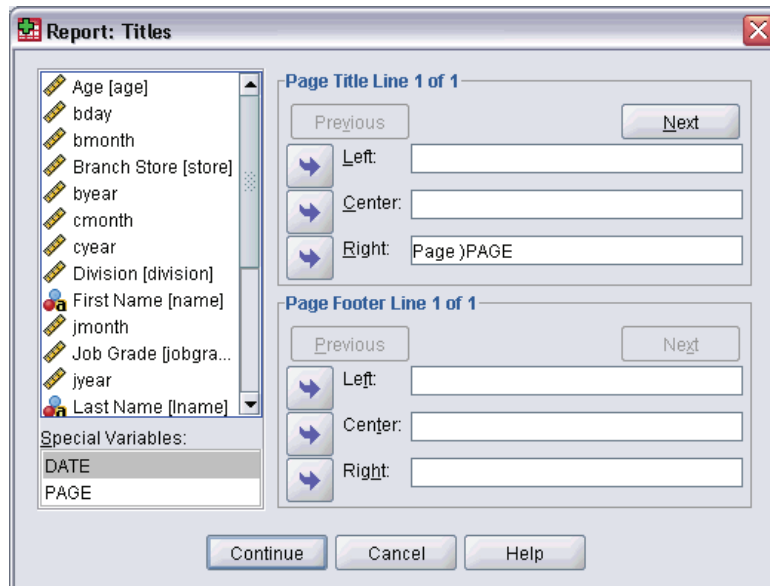 Report: Titles
Age [age]
bday
bmonth
Branch Store [store]
byear
cmonth
cyear
Division [division]
First Name [name]
jmonth
Job Grade [jobgra...
jyear
Last Name [lname]
Special Variables:
DATE
PAGE
Page Title Line 1 of 1
Previous
Next
Left:
Center:
Right:
Page )PAGE
Page Footer Line 1 of 1
Previous
Next
Left:
Center:
Right:
Continue
Cancel
Help